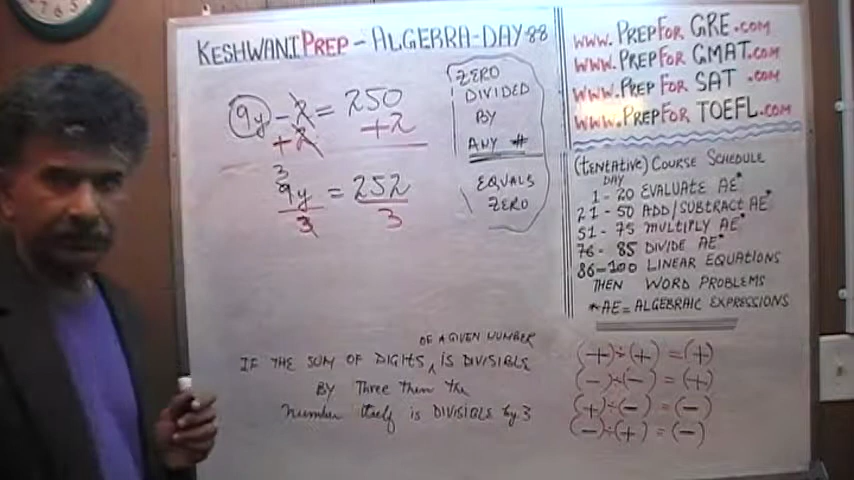 KESHWANIPREP - ALGEBRA - DAY - 88
9y - 2 = 250
+2 +2
3
9y = 252
3 3
ZERO
DIVIDED
BY
ANY #
EQUALS
ZERO
OF A GIVEN NUMBER
IF THE SUM OF DIGITS ^ IS DIVISIBLE
BY Three then the
Number itself is DIVISIBLE by 3
www.PREPFOR GRE.com
www.PREPFOR GMAT.com
www.PREP FOR SAT .com
www.PREPFOR TOEFL.com
(TENTATIVE) COURSE SCHEDULE
DAY
1 - 20 EVALUATE AE*
21 - 50 ADD/SUBTRACT AE*
51 - 75 MULTIPLY AE*
76 - 85 DIVIDE AE*
86-100 LINEAR EQUATIONS
THEN WORD PROBLEMS
*AE = ALGEBRAIC EXPRESSIONS
(+)÷(+) = (+)
(-)÷(-) = (+)
(+)÷(-) = (-)
(-)÷(+) = (-)